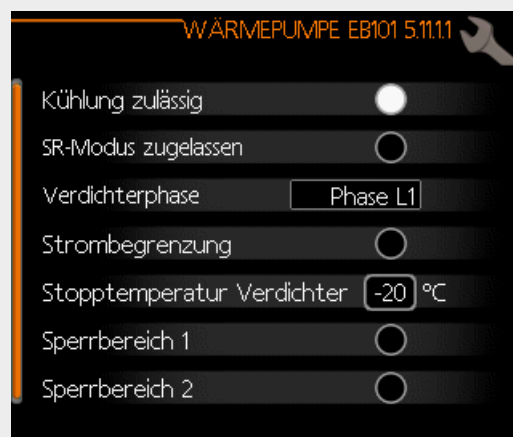 WÄRMEPUMPE EB101 5.11.1.1
Kühlung zulässig
SR-Modus zugelassen
Verdichterphase Phase L1
Strombegrenzung
Stopptemperatur Verdichter -20 °C
Sperrbereich 1
Sperrbereich 2